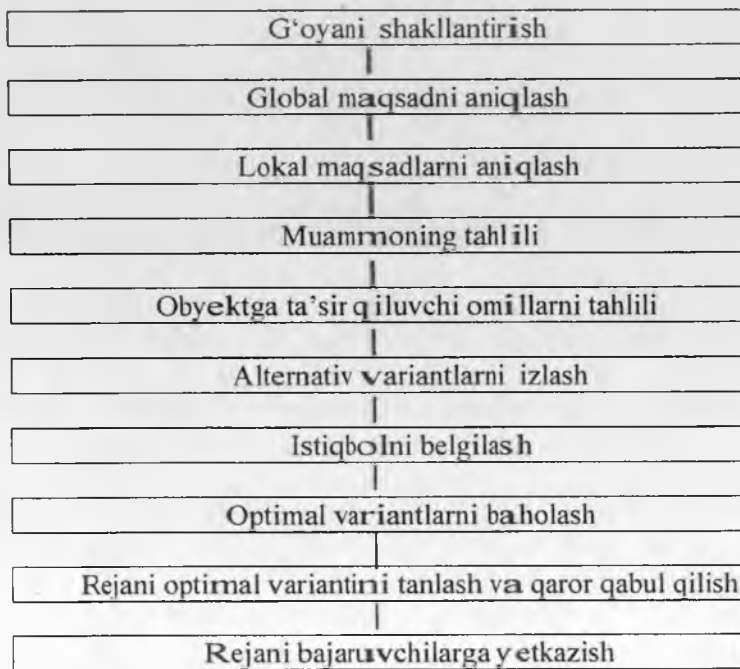 G‘oyani shakllantirish
Global maqsadni aniqlash
Lokal maqsadlarni aniqlash
Muammoning tahlili
Obyektga ta’sir qiluvchi omillarni tahlili
Alternativ variantlarni izlash
Istiqbolni belgilash
Optimal variantlarni baholash
Rejani optimal variantini tanlash va qaror qabul qilish
Rejani bajaruvchilarga yetkazish